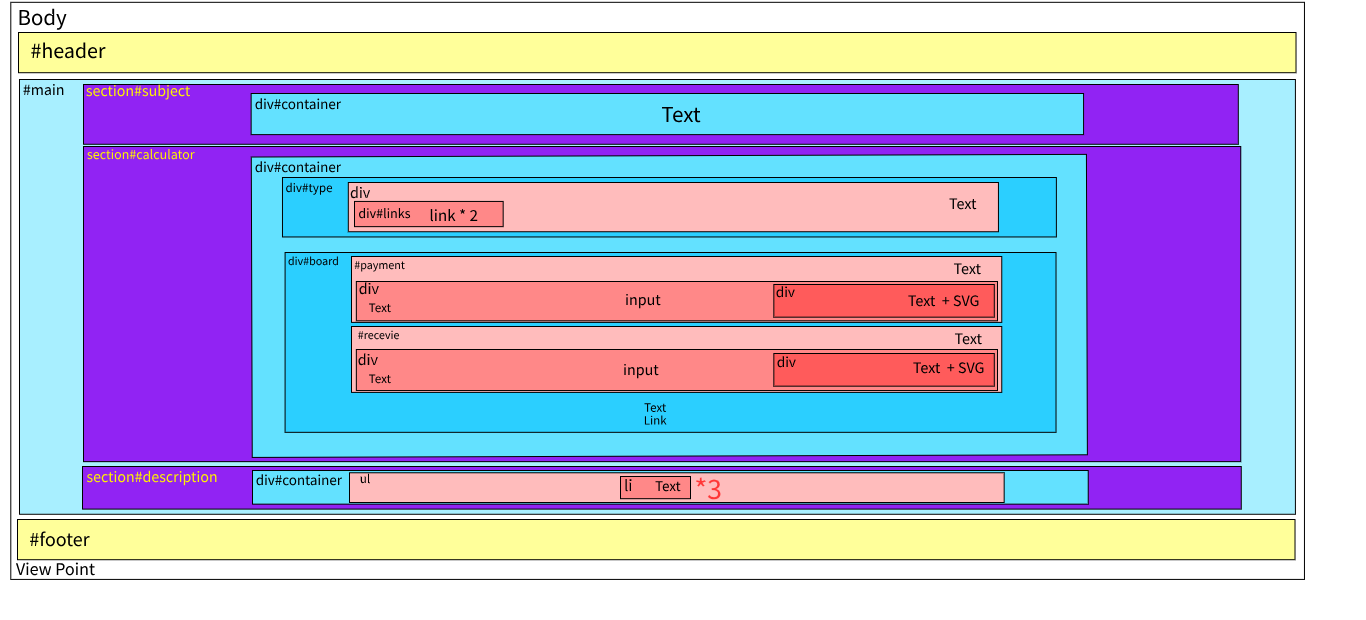 Body
#header
#main
section#subject
div#container
Text
section#calculator
div#container
div#type
div
Text
div#links link * 2
div#board
#payment
Text
div
Text
input
div
Text + SVG
#recevie
Text
div
Text
input
div
Text + SVG
Text
Link
section#description
div#container
ul
li Text *3
#footer
View Point